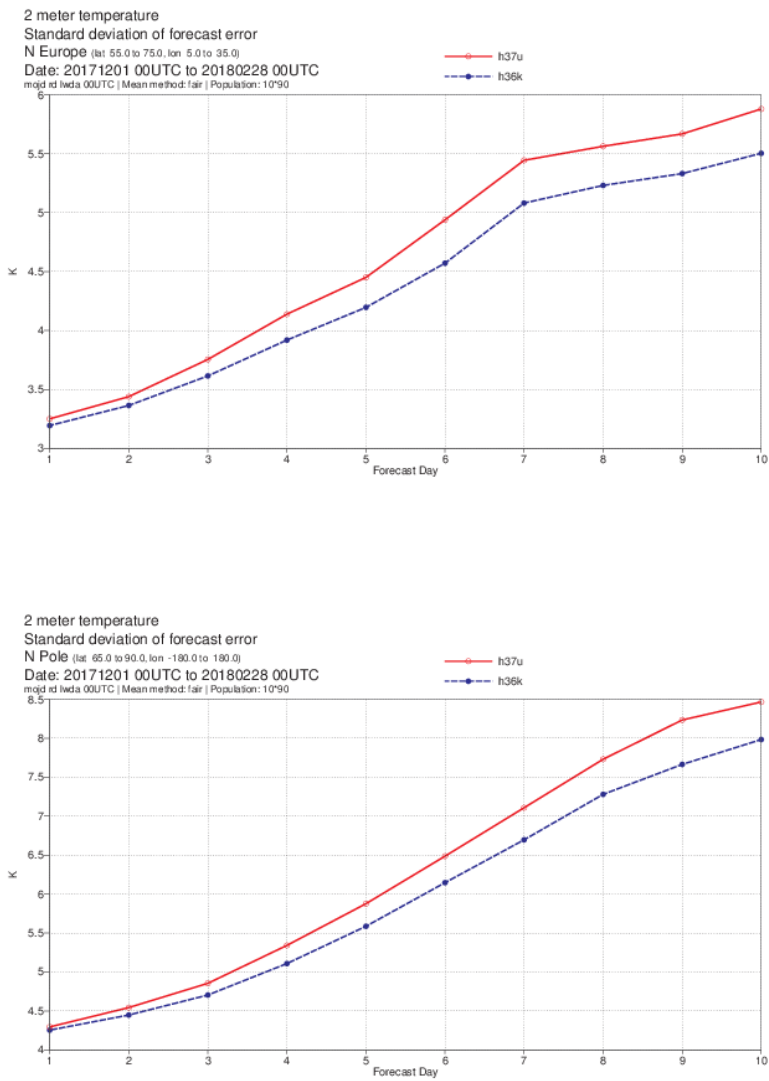 2 meter temperature
Standard deviation of forecast error
N Europe (lat 55.0 to 75.0, lon 5.0 to 35.0)
Date: 20171201 00UTC to 20180228 00UTC
mojd rd lwda 00UTC | Mean method: fair | Population: 10*90
h37u
h36k
6
5.5
5
4.5
4
3.5
3
K
1 2 3 4 5 6 7 8 9 10
Forecast Day
2 meter temperature
Standard deviation of forecast error
N Pole (lat 65.0 to 90.0, lon -180.0 to 180.0)
Date: 20171201 00UTC to 20180228 00UTC
mojd rd lwda 00UTC | Mean method: fair | Population: 10*90
h37u
h36k
8.5
8
7.5
7
6.5
6
5.5
5
4.5
4
K
1 2 3 4 5 6 7 8 9 10
Forecast Day